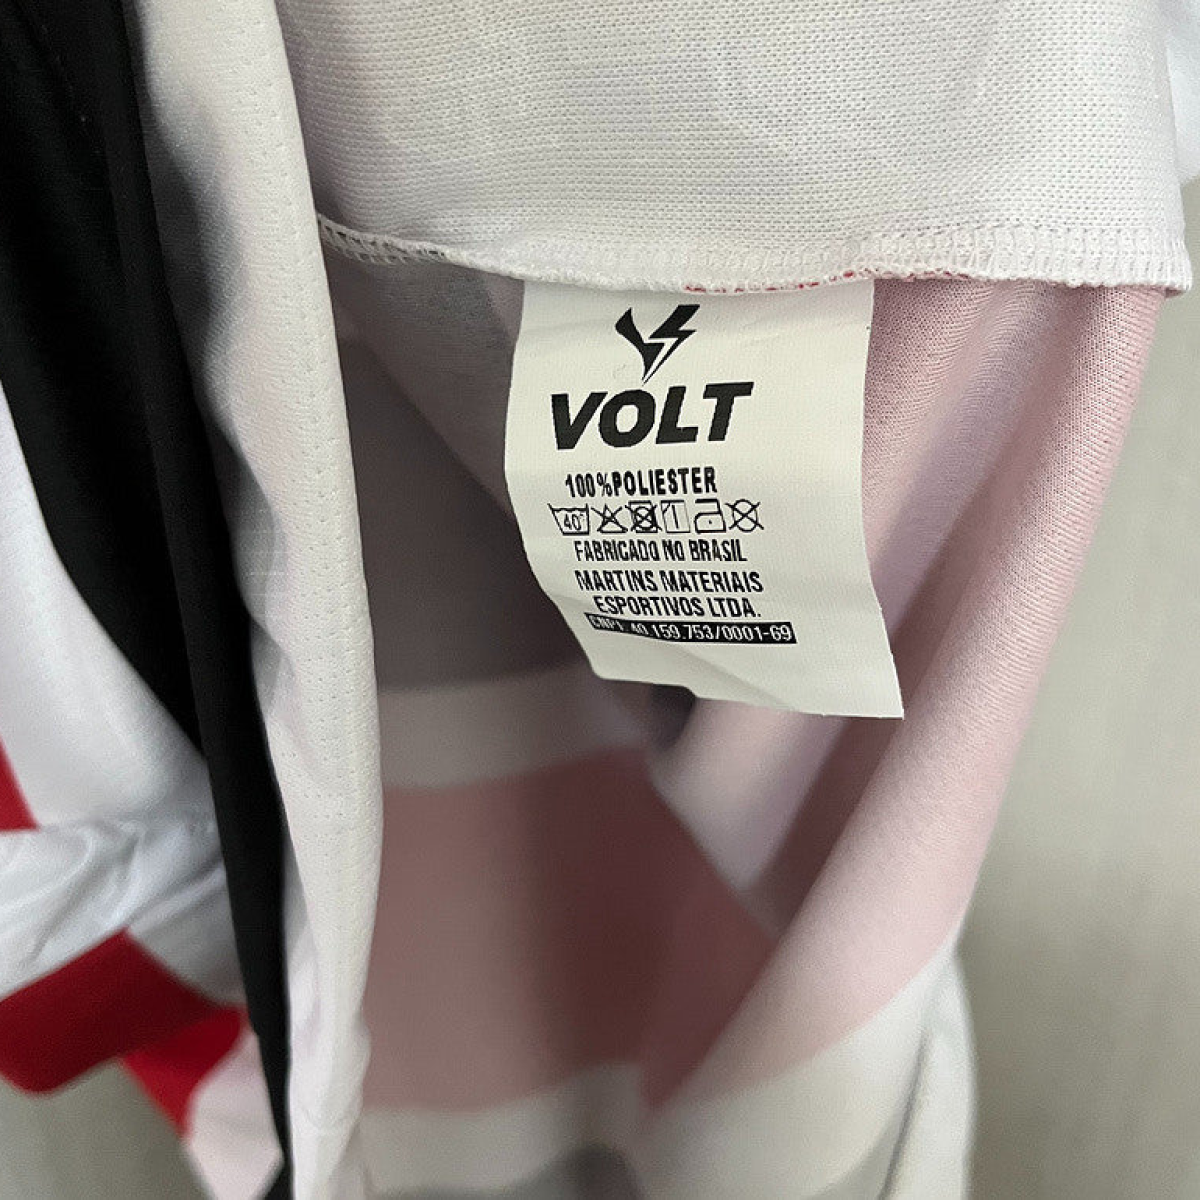 VOLT
100%POLIESTER
40°
FABRICADO NO BRASIL
MARTINS MATERIAIS
ESPORTIVOS LTDA.
CNPJ 40.159.753/0001-69